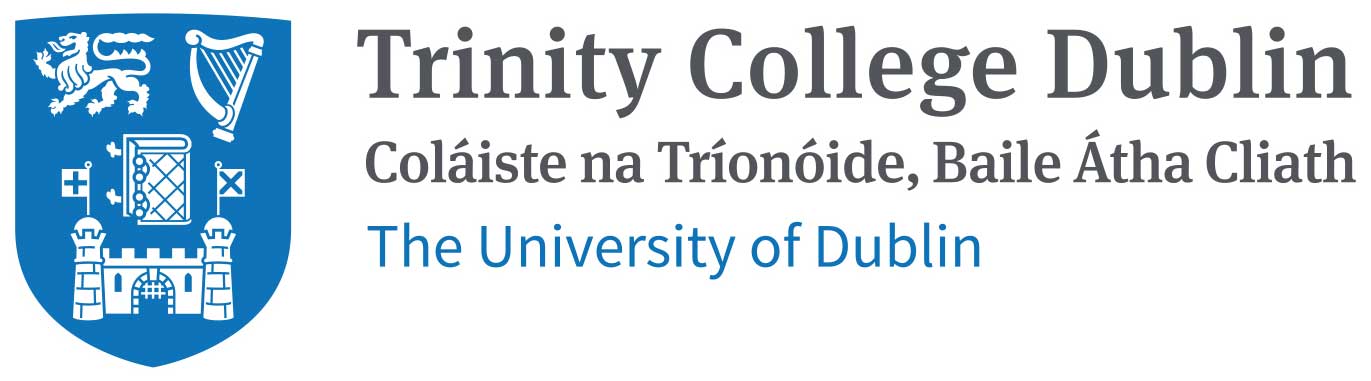 Trinity College Dublin
Coláiste na Tríonóide, Baile Átha Cliath
The University of Dublin